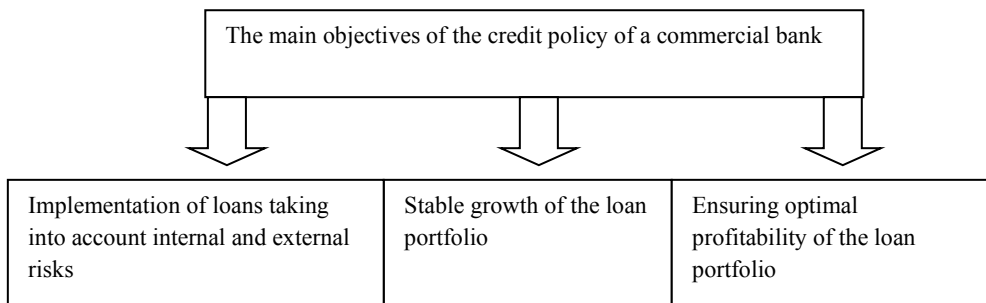 The main objectives of the credit policy of a commercial bank
Implementation of loans taking
into account internal and external
risks
Stable growth of the loan
portfolio
Ensuring optimal
profitability of the loan
portfolio